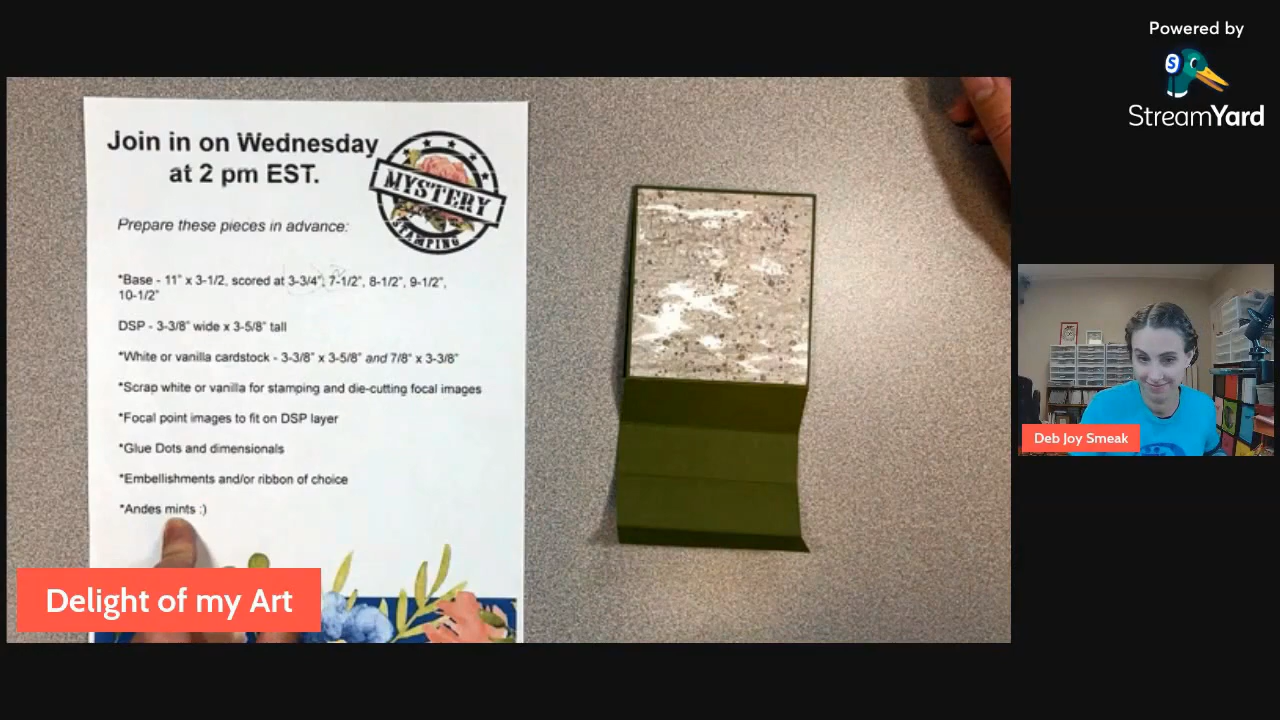 Powered by
S
StreamYard
Join in on Wednesday
at 2 pm EST.
MYSTERY
STAMPING
Prepare these pieces in advance:
*Base - 11" x 3-1/2, scored at 3-3/4", 7-1/2", 8-1/2", 9-1/2",
10-1/2"
DSP - 3-3/8" wide x 3-5/8" tall
*White or vanilla cardstock - 3-3/8" x 3-5/8" and 7/8" x 3-3/8"
*Scrap white or vanilla for stamping and die-cutting focal images
*Focal point images to fit on DSP layer
*Glue Dots and dimensionals
*Embellishments and/or ribbon of choice
*Andes mints :)
Delight of my Art
Deb Joy Smeak